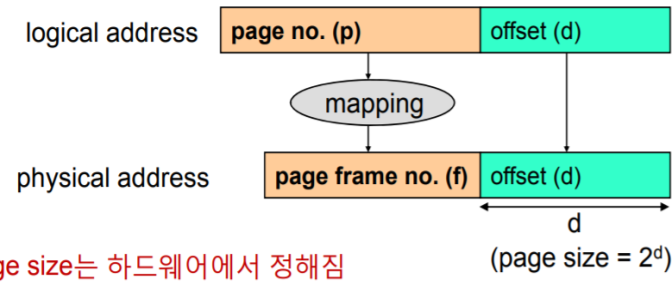 logical address page no. (p) offset (d)
mapping
physical address page frame no. (f) offset (d)
d
(page size = 2ᵈ)
ge size는 하드웨어에서 정해짐